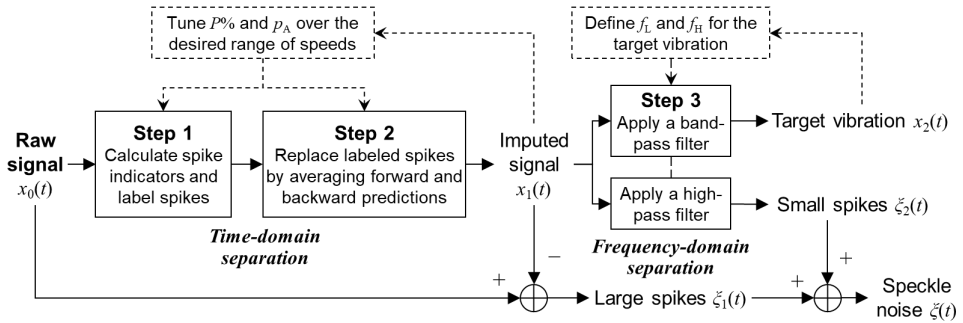 Tune P% and p_A over the
desired range of speeds
Define f_L and f_H for the
target vibration
Raw
signal
x₀(t)
Step 1
Calculate spike
indicators and
label spikes
Step 2
Replace labeled spikes
by averaging forward and
backward predictions
Time-domain
separation
Imputed
signal
x₁(t)
Step 3
Apply a band-
pass filter
Apply a high-
pass filter
Frequency-domain
separation
Target vibration x₂(t)
Small spikes ξ₂(t)
+
−
Large spikes ξ₁(t)
+
+
Speckle
noise ξ(t)